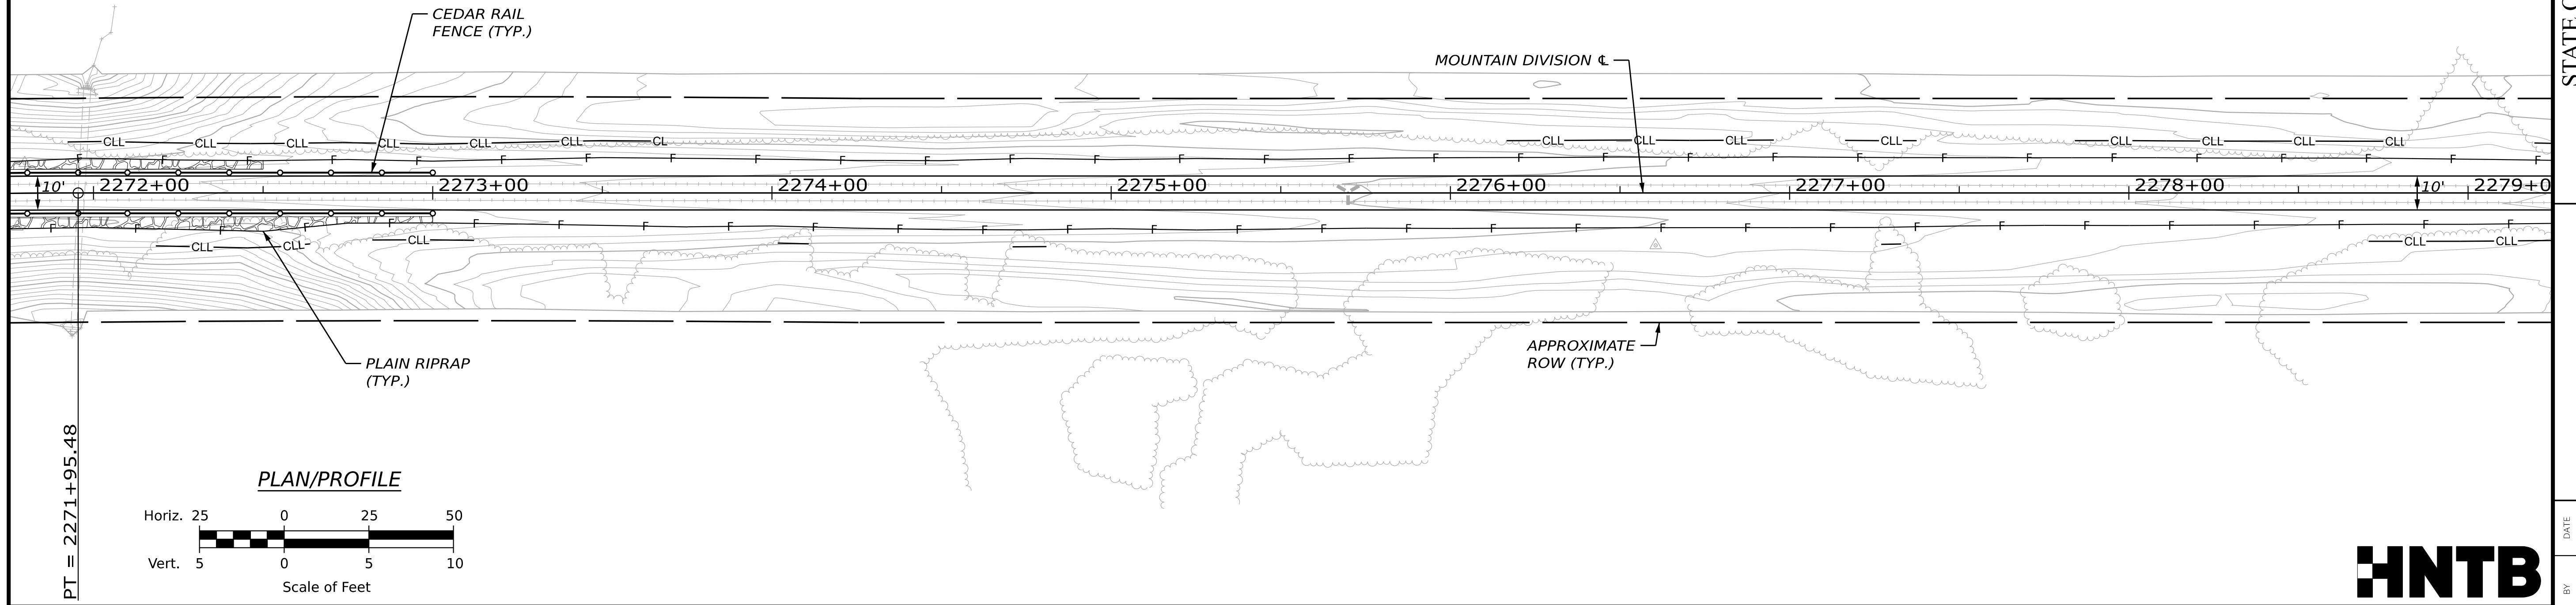 CEDAR RAIL
FENCE (TYP.)
MOUNTAIN DIVISION ℄
STATE
CLL CLL CLL CLL CLL CLL CL CLL CLL CLL CLL CLL CLL CLL CLL
F F F F F F F F F F F F F F F F F F F F F F F F F F F F F F
10' 2272+00 2273+00 2274+00 2275+00 2276+00 2277+00 2278+00 10' 2279+0
F F F F F F F F F F F F F F F F F F F F F F F F F F F F F F
CLL CLL CLL CLL CLL
PLAIN RIPRAP
(TYP.)
APPROXIMATE
ROW (TYP.)
PT = 2271+95.48
PLAN/PROFILE
Horiz. 25 0 25 50
Vert. 5 0 5 10
Scale of Feet
HNTB
DATE
BY